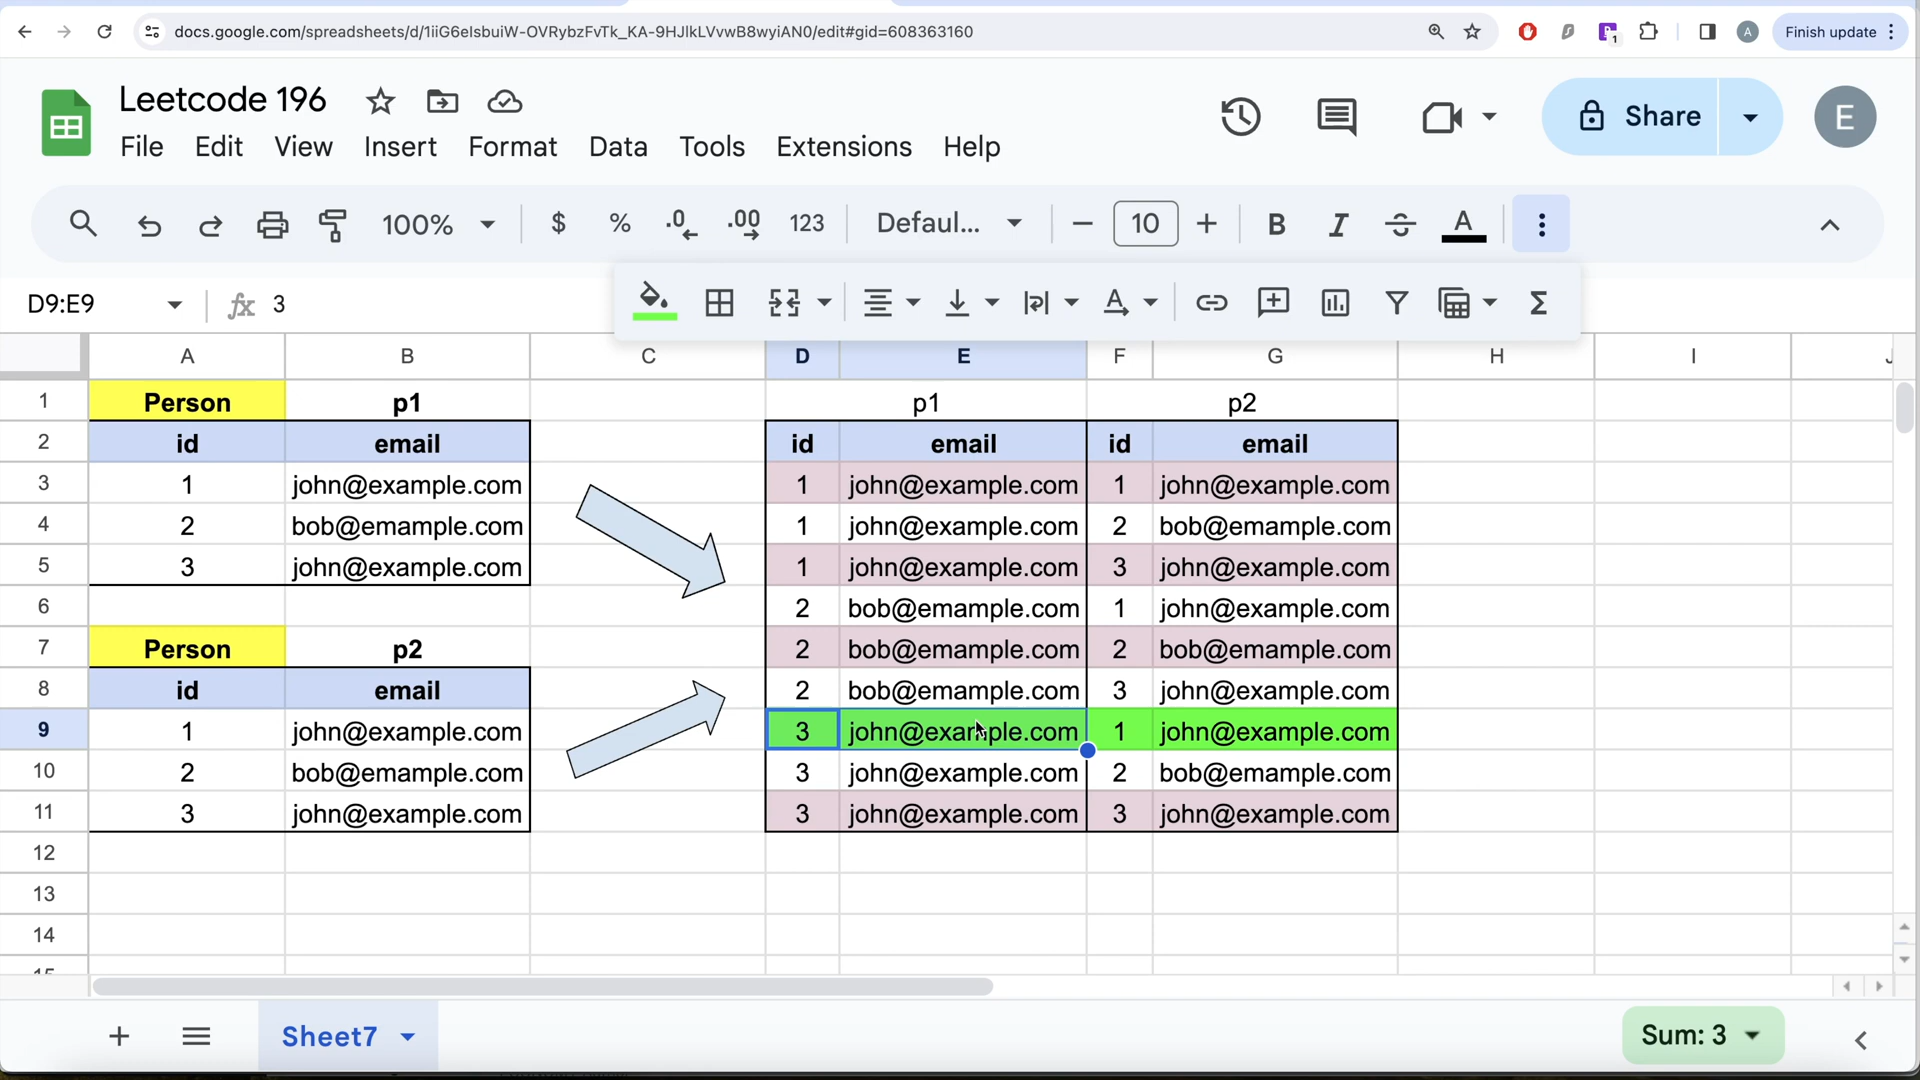 docs.google.com/spreadsheets/d/1iiG6eIsbuiW-OVRybzFvTk_KA-9HJlkLVvwB8wyiAN0/edit#gid=608363160
1
A
Finish update
Leetcode 196
File Edit View Insert Format Data Tools Extensions Help
Share
E
100% $ % .0 .00 123 Defaul... 10 B I A
D9:E9 fx 3
A B C D E F G H I
1 Person p1 p1 p2
2 id email id email id email
3 1 john@example.com 1 john@example.com 1 john@example.com
4 2 bob@emample.com 1 john@example.com 2 bob@emample.com
5 3 john@example.com 1 john@example.com 3 john@example.com
6 2 bob@emample.com 1 john@example.com
7 Person p2 2 bob@emample.com 2 bob@emample.com
8 id email 2 bob@emample.com 3 john@example.com
9 1 john@example.com 3 john@example.com 1 john@example.com
10 2 bob@emample.com 3 john@example.com 2 bob@emample.com
11 3 john@example.com 3 john@example.com 3 john@example.com
12
13
14
Sheet7
Sum: 3